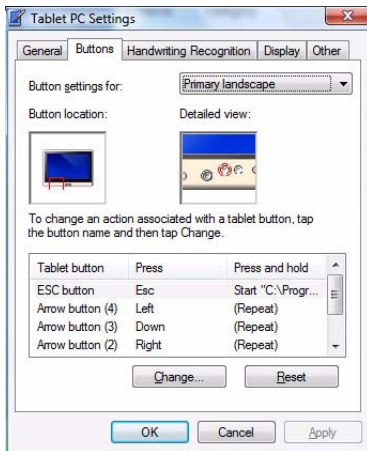 Tablet PC Settings
General Buttons Handwriting Recognition Display Other
Button settings for: Primary landscape
Button location: Detailed view:
To change an action associated with a tablet button, tap
the button name and then tap Change.
Tablet button Press Press and hold
ESC button Esc Start "C:\Progr...
Arrow button (4) Left (Repeat)
Arrow button (3) Down (Repeat)
Arrow button (2) Right (Repeat)
Change... Reset
OK Cancel Apply